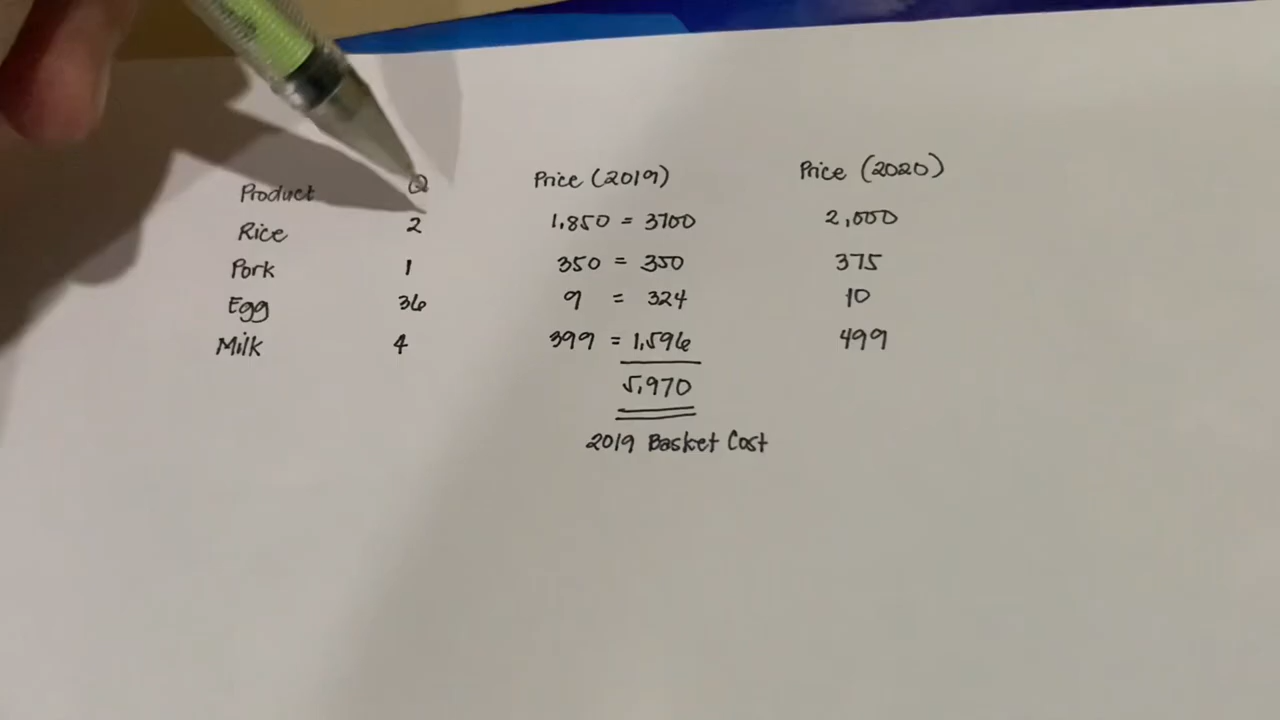 Product Q Price (2019) Price (2020)
Rice 2 1,850 = 3700 2,000
Pork 1 350 = 350 375
Egg 36 9 = 324 10
Milk 4 399 = 1,596 499
5,970
2019 Basket Cost